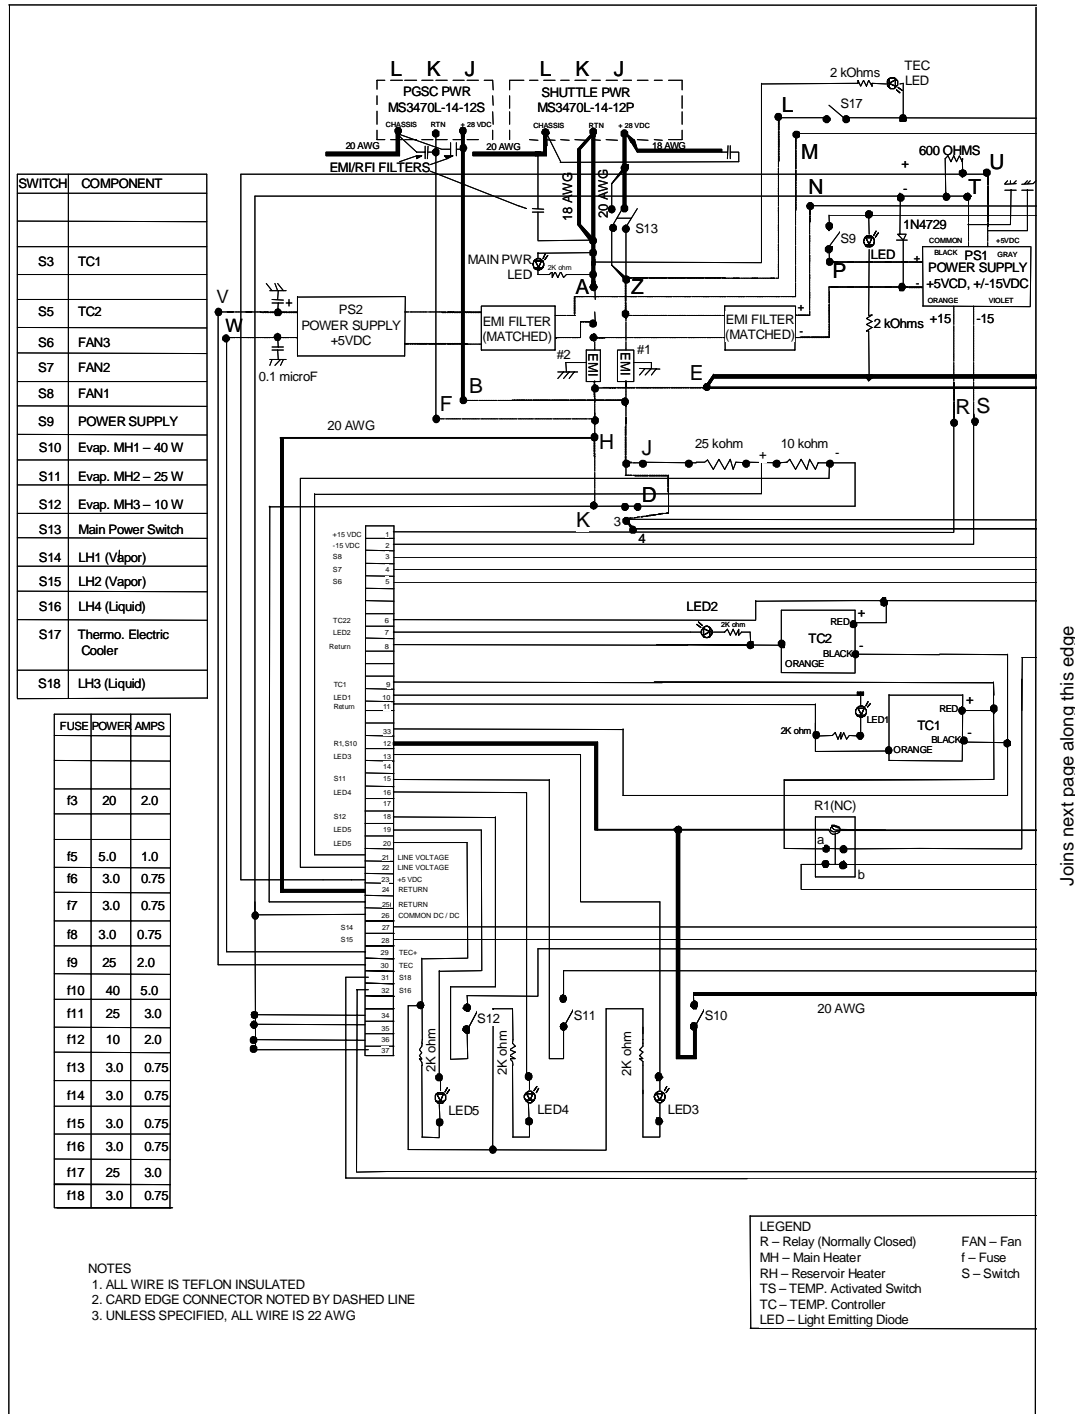 L K J
PGSC PWR
MS3470L-14-12S
CHASSIS RTN + 28 VDC
L K J
SHUTTLE PWR
MS3470L-14-12P
CHASSIS RTN + 28 VDC
2 kOhms
TEC
LED
L
S17
20 AWG
EMI/RFI FILTERS
20 AWG
18 AWG
M
600 OHMS
+
U
T
-
18 AWG
20 AWG
N
S13
S9
LED
P
1N4729
COMMON +5VDC
BLACK PS1 GRAY
POWER SUPPLY
+5VCD, +/-15VDC
ORANGE VIOLET
+
-
+15 -15
MAIN PWR
LED
2K ohm
A
Z
V
W
+
PS2
POWER SUPPLY
+5VDC
0.1 microF
EMI FILTER
(MATCHED)
EMI FILTER
(MATCHED)
+
-
2 kOhms
#2
EMI
EMI
#1
E
B
F
R S
20 AWG
H
J
25 kohm
+
10 kohm
-
D
K
3
4
SWITCH COMPONENT
S3 TC1
S5 TC2
S6 FAN3
S7 FAN2
S8 FAN1
S9 POWER SUPPLY
S10 Evap. MH1 – 40 W
S11 Evap. MH2 – 25 W
S12 Evap. MH3 – 10 W
S13 Main Power Switch
S14 LH1 (Vapor)
S15 LH2 (Vapor)
S16 LH4 (Liquid)
S17 Thermo. Electric
Cooler
S18 LH3 (Liquid)
FUSE POWER AMPS
f3 20 2.0
f5 5.0 1.0
f6 3.0 0.75
f7 3.0 0.75
f8 3.0 0.75
f9 25 2.0
f10 40 5.0
f11 25 3.0
f12 10 2.0
f13 3.0 0.75
f14 3.0 0.75
f15 3.0 0.75
f16 3.0 0.75
f17 25 3.0
f18 3.0 0.75
+15 VDC 1
-15 VDC 2
S8 3
S7 4
S6 5
TC22 6
LED2 7
Return 8
TC1 9
LED1 10
Return 11
33
R1,S10 12
LED3 13
14
S11 15
LED4 16
17
S12 18
LED5 19
LED5 20
21 LINE VOLTAGE
22 LINE VOLTAGE
23 +5 VDC
24 RETURN
25 RETURN
26 COMMON DC / DC
S14 27
S15 28
29 TEC+
30 TEC
31 S18
32 S16
34
35
36
37
LED2
2K ohm
RED
+
TC2
BLACK
-
ORANGE
LED1
2K ohm
RED
+
TC1
BLACK
-
ORANGE
R1(NC)
a
b
S12
S11
S10
20 AWG
2K ohm
2K ohm
2K ohm
LED5
LED4
LED3
Joins next page along this edge
LEGEND
R – Relay (Normally Closed) FAN – Fan
MH – Main Heater f – Fuse
RH – Reservoir Heater S – Switch
TS – TEMP. Activated Switch
TC – TEMP. Controller
LED – Light Emitting Diode
NOTES
1. ALL WIRE IS TEFLON INSULATED
2. CARD EDGE CONNECTOR NOTED BY DASHED LINE
3. UNLESS SPECIFIED, ALL WIRE IS 22 AWG